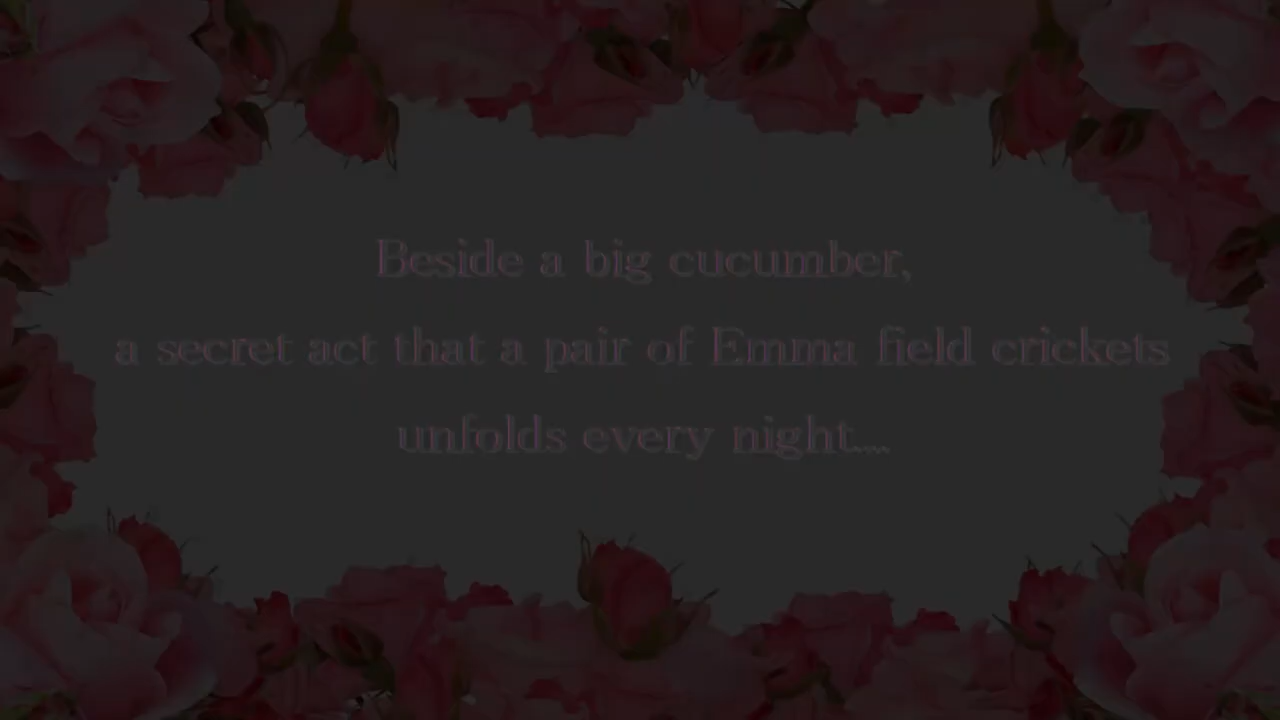 Beside a big cucumber,
a secret act that a pair of Emma field crickets
unfolds every night...